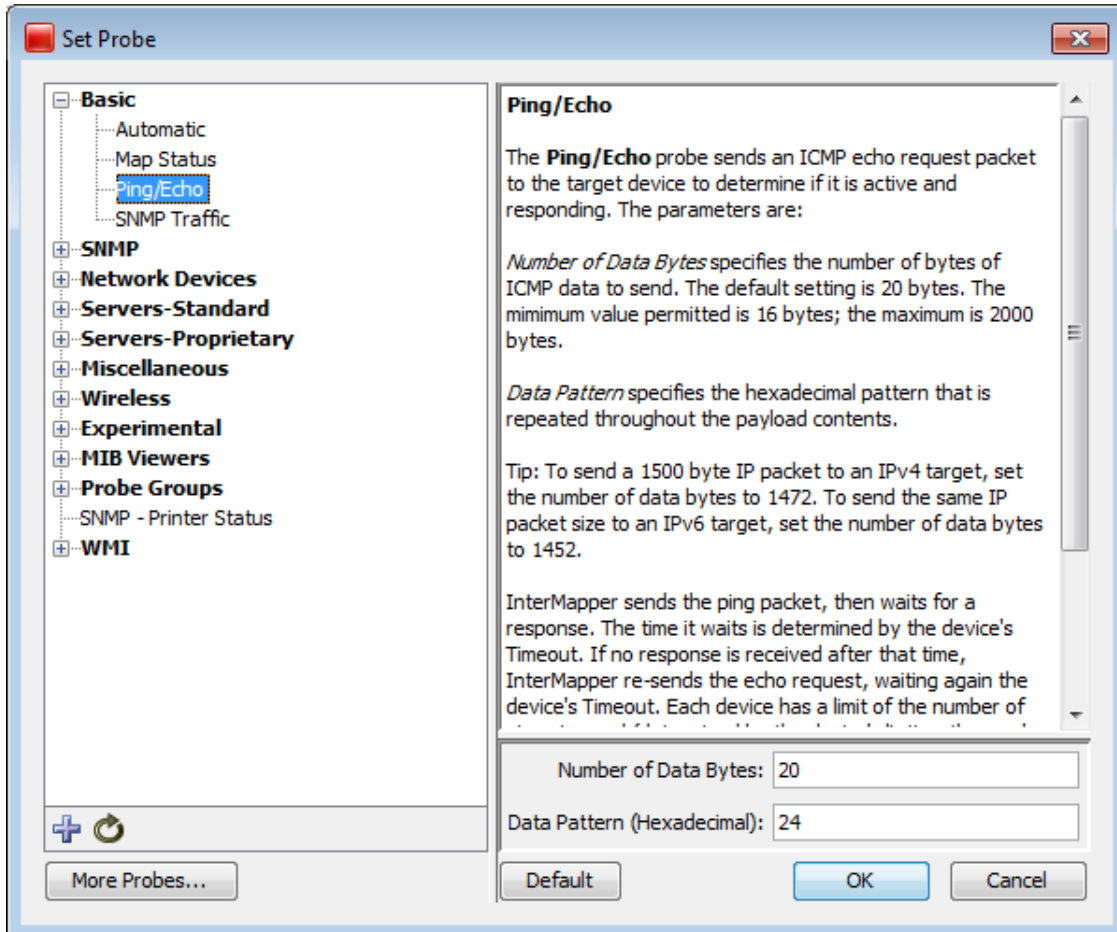 Set Probe
Basic
Automatic
Map Status
Ping/Echo
SNMP Traffic
SNMP
Network Devices
Servers-Standard
Servers-Proprietary
Miscellaneous
Wireless
Experimental
MIB Viewers
Probe Groups
SNMP - Printer Status
WMI
More Probes...
Ping/Echo
The Ping/Echo probe sends an ICMP echo request packet
to the target device to determine if it is active and
responding. The parameters are:
Number of Data Bytes specifies the number of bytes of
ICMP data to send. The default setting is 20 bytes. The
mimimum value permitted is 16 bytes; the maximum is 2000
bytes.
Data Pattern specifies the hexadecimal pattern that is
repeated throughout the payload contents.
Tip: To send a 1500 byte IP packet to an IPv4 target, set
the number of data bytes to 1472. To send the same IP
packet size to an IPv6 target, set the number of data bytes
to 1452.
InterMapper sends the ping packet, then waits for a
response. The time it waits is determined by the device's
Timeout. If no response is received after that time,
InterMapper re-sends the echo request, waiting again the
device's Timeout. Each device has a limit of the number of
Number of Data Bytes: 20
Data Pattern (Hexadecimal): 24
Default
OK
Cancel